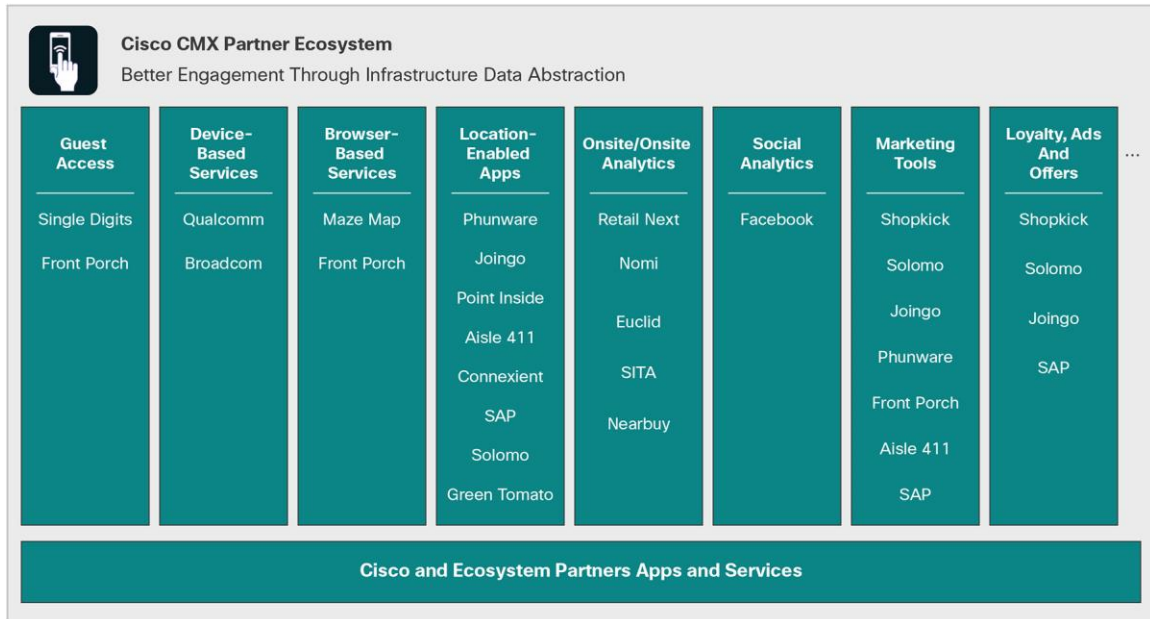 Cisco CMX Partner Ecosystem
Better Engagement Through Infrastructure Data Abstraction
Guest
Access
Single Digits
Front Porch
Device-
Based
Services
Qualcomm
Broadcom
Browser-
Based
Services
Maze Map
Front Porch
Location-
Enabled
Apps
Phunware
Joingo
Point Inside
Aisle 411
Connexient
SAP
Solomo
Green Tomato
Onsite/Onsite
Analytics
Retail Next
Nomi
Euclid
SITA
Nearbuy
Social
Analytics
Facebook
Marketing
Tools
Shopkick
Solomo
Joingo
Phunware
Front Porch
Aisle 411
SAP
Loyalty, Ads
And
Offers
Shopkick
Solomo
Joingo
SAP
...
Cisco and Ecosystem Partners Apps and Services